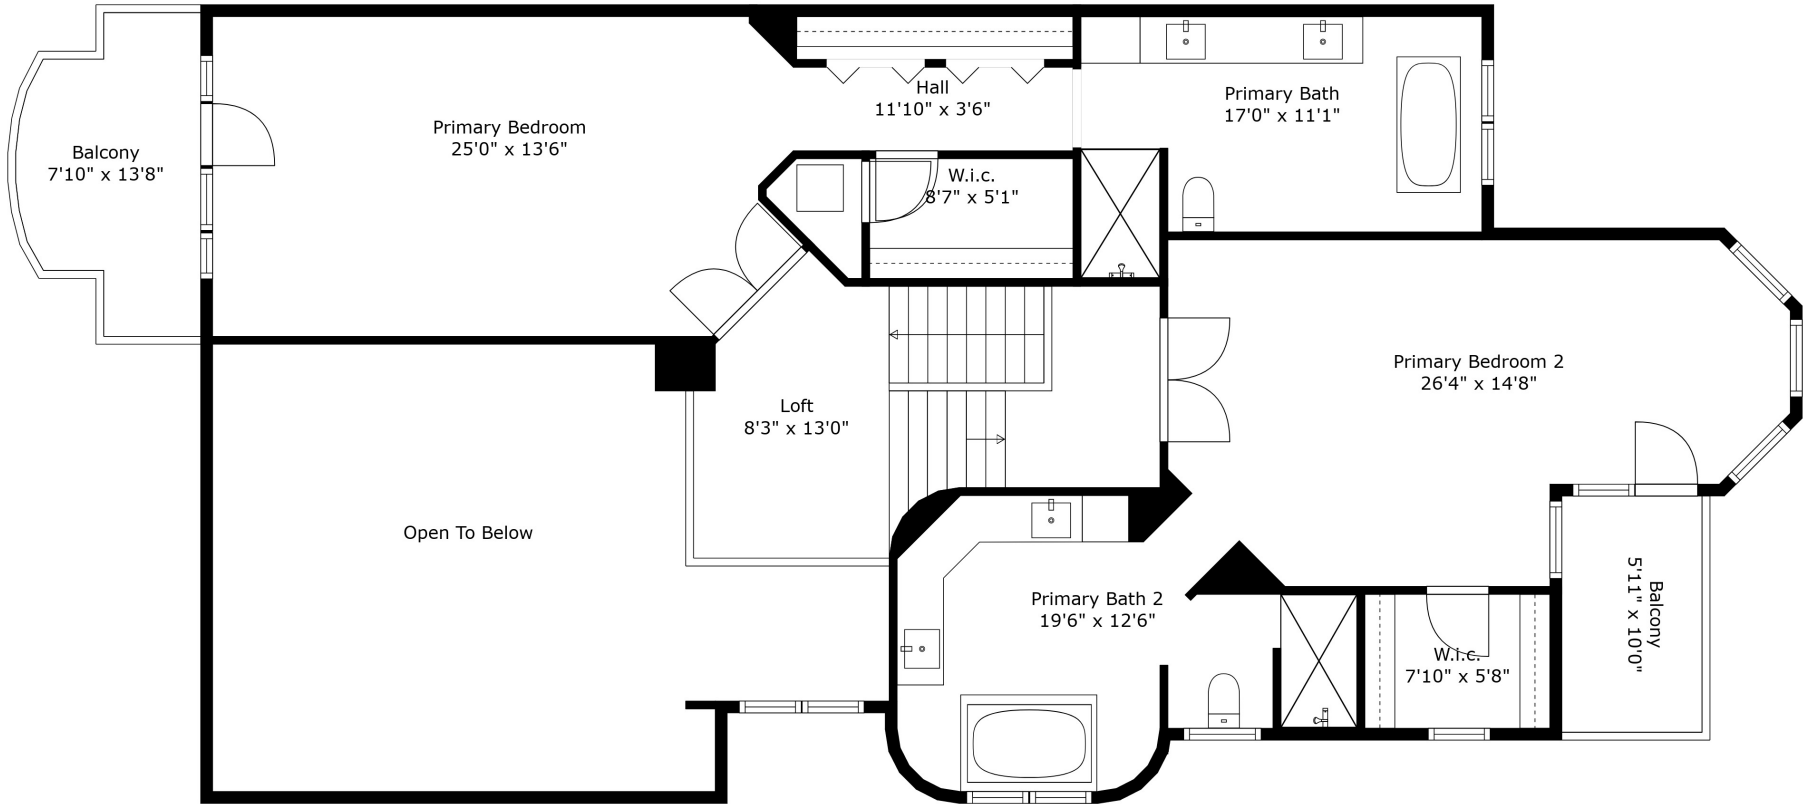 Balcony
7'10" x 13'8"
Primary Bedroom
25'0" x 13'6"
Hall
11'10" x 3'6"
Primary Bath
17'0" x 11'1"
W.i.c.
8'7" x 5'1"
Loft
8'3" x 13'0"
Primary Bedroom 2
26'4" x 14'8"
Open To Below
Primary Bath 2
19'6" x 12'6"
W.i.c.
7'10" x 5'8"
Balcony
5'11" x 10'0"